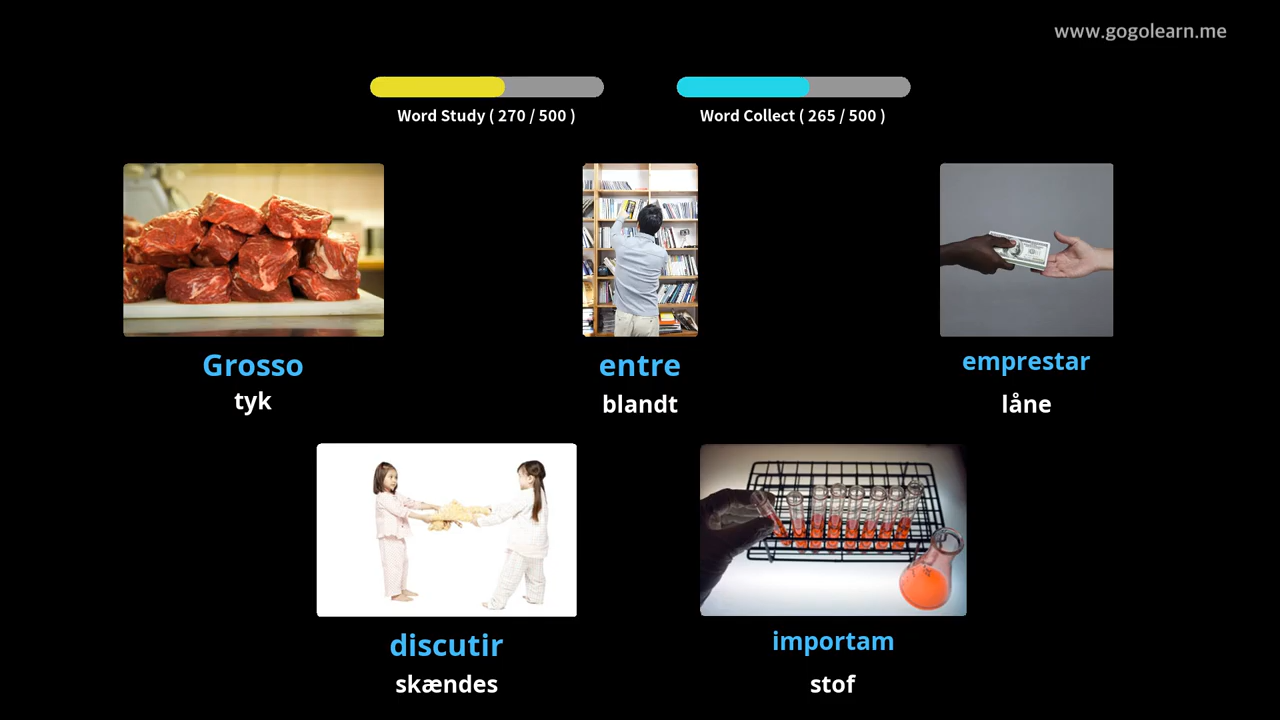 www.gogolearn.me
Word Study ( 270 / 500 )
Word Collect ( 265 / 500 )
Grosso
tyk
entre
blandt
emprestar
låne
discutir
skændes
importam
stof